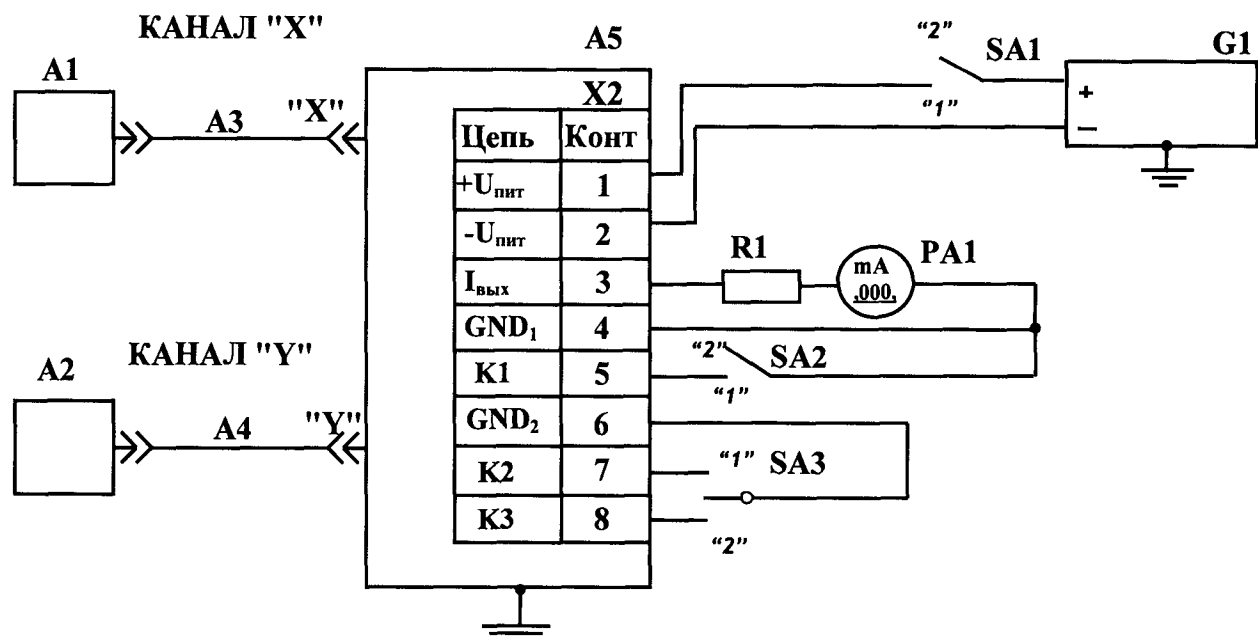 КАНАЛ "X"
A1
A3
"X"
A5
X2
Цепь Конт
+Uпит 1
-Uпит 2
Iвых 3
GND₁ 4
K1 5
GND₂ 6
K2 7
K3 8
"2"
SA1
"1"
G1
+
–
R1
mA
,000,
PA1
"2"
SA2
"1"
"1"
SA3
"2"
КАНАЛ "Y"
A2
A4
"Y"